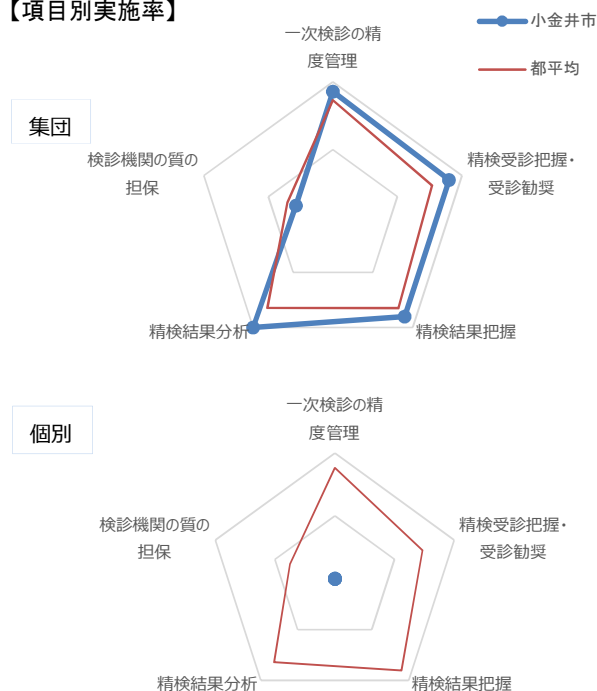 【項目別実施率】
小金井市
都平均
集団
一次検診の精
度管理
精検受診把握・
受診勧奨
精検結果把握
精検結果分析
検診機関の質の
担保
個別
一次検診の精
度管理
精検受診把握・
受診勧奨
精検結果把握
精検結果分析
検診機関の質の
担保